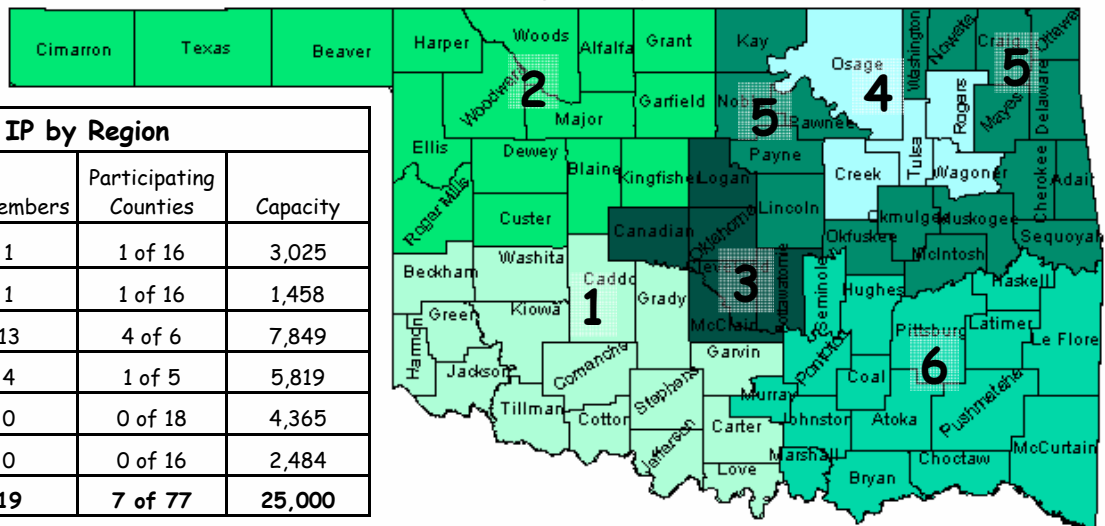 IP by Region
embers Participating Counties Capacity
1 1 of 16 3,025
1 1 of 16 1,458
13 4 of 6 7,849
4 1 of 5 5,819
0 0 of 18 4,365
0 0 of 16 2,484
19 7 of 77 25,000
Cimarron Texas Beaver Harper Woods Alfalfa Grant Kay Osage Washington Nowata Craig Ottawa
Woodward 2 Garfield Noble 5 Pawnee 4 Rogers Mayes 5 Delaware
Major
Ellis Dewey Blaine Kingfisher Logan Payne Creek Tulsa Wagoner Cherokee Adair
Roger Mills Custer Canadian Oklahoma Lincoln Okfuskee kmulgee Muskogee Sequoyah
Beckham Washita Caddo Grady 3 Pottawatomie Seminole Hughes McIntosh Haskell
Greer Kiowa 1 McClain Pittsburg Latimer Le Flore
Harmon Jackson Comanche Stephens Garvin Pontotoc Coal 6 Pushmataha
Tillman Cotton Jefferson Carter Murray Johnston Atoka McCurtain
Love Marshall Bryan Choctaw